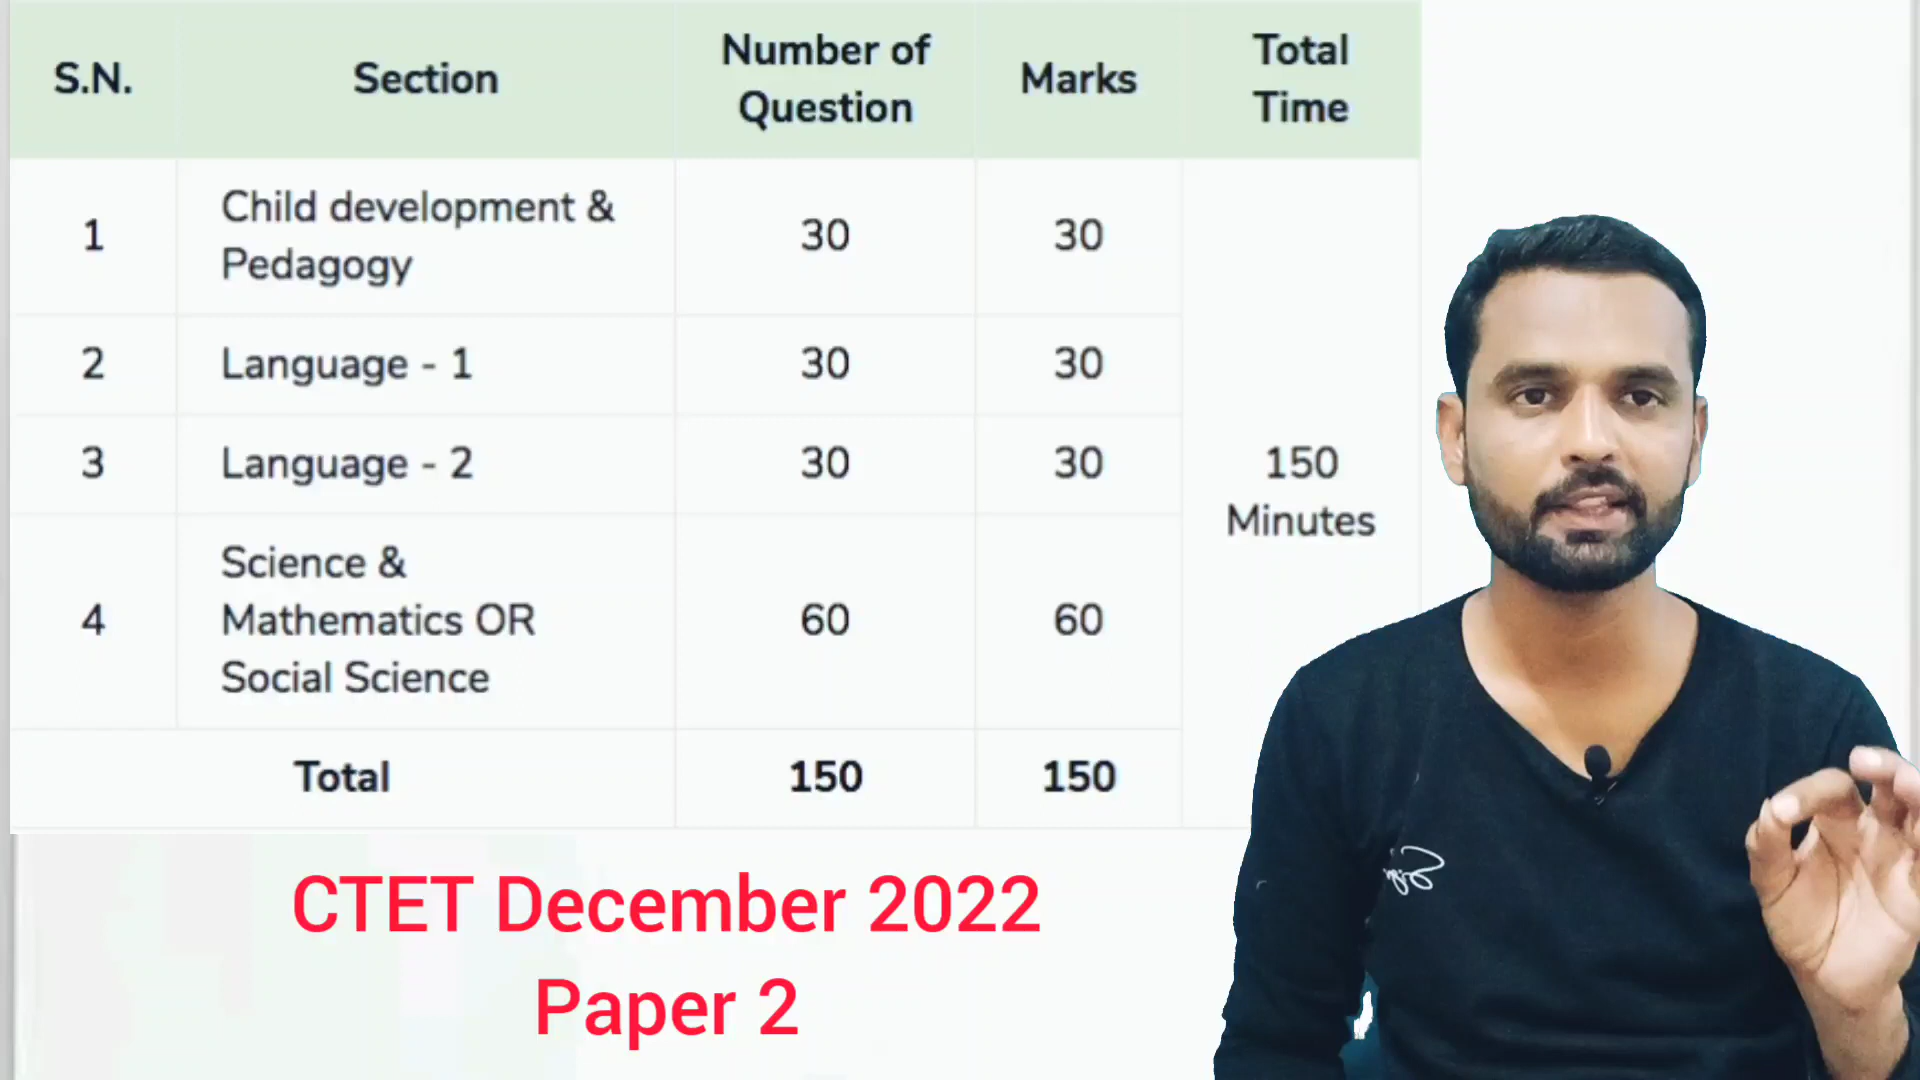 S.N.
Section
Number of
Question
Marks
Total
Time
1
Child development &
Pedagogy
30
30
2
Language - 1
30
30
3
Language - 2
30
30
150
Minutes
4
Science &
Mathematics OR
Social Science
60
60
Total
150
150
CTET December 2022
Paper 2